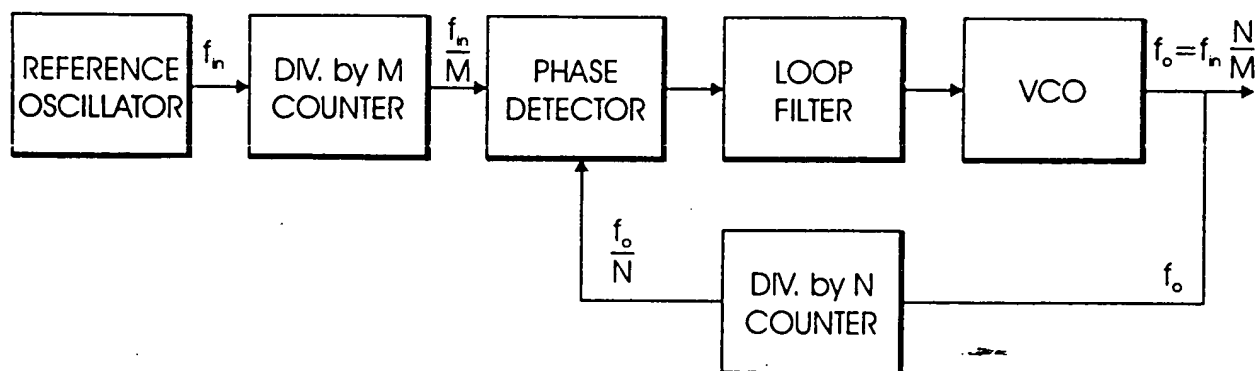 REFERENCE
OSCILLATOR
f_in
DIV. by M
COUNTER
f_in
M
PHASE
DETECTOR
LOOP
FILTER
VCO
f_o=f_in N
M
f_o
N
DIV. by N
COUNTER
f_o